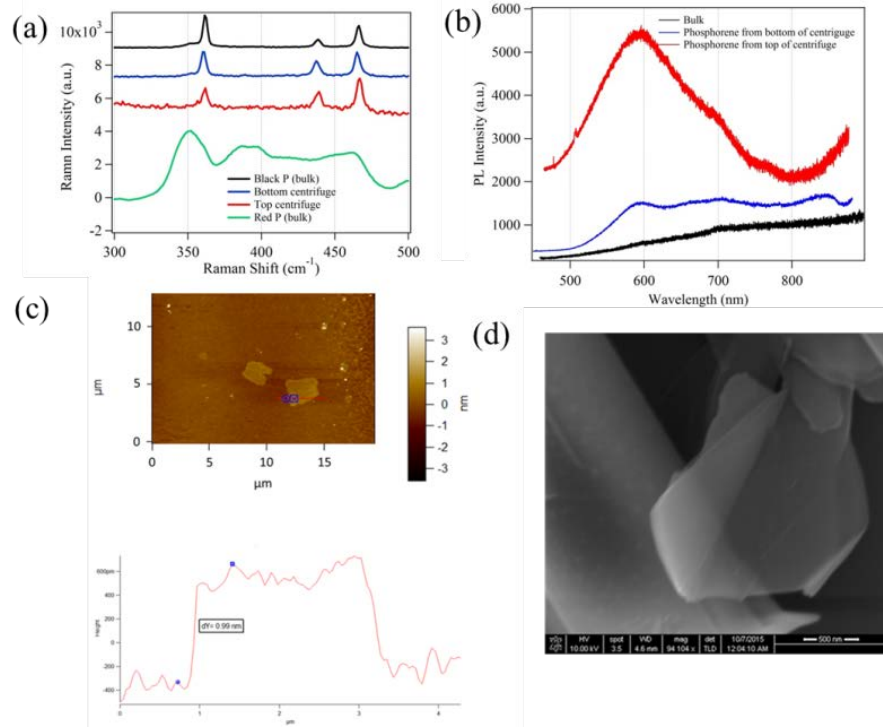 (a)
10x10³
8
6
4
2
0
-2
Ramn Intensity (a.u.)
Black P (bulk)
Bottom centrifuge
Top centrifuge
Red P (bulk)
300
350
400
450
500
Raman Shift (cm⁻¹)
(b)
6000
5000
4000
3000
2000
1000
PL Intensity (a.u.)
Bulk
Phosphorene from bottom of centriguge
Phosphorene from top of centrifuge
500
600
700
800
Wavelength (nm)
(c)
10
5
0
µm
0
5
10
15
µm
3
2
1
0
-1
-2
-3
nm
600pm
400
200
0
-200
-400
Height
dY= 0.99 nm
0
1
2
3
4
µm
(d)
HV
10.00 kV
spot
3.5
WD
4.6 mm
mag
94 104 x
det
TLD
10/7/2015
12:04:10 AM
500 nm